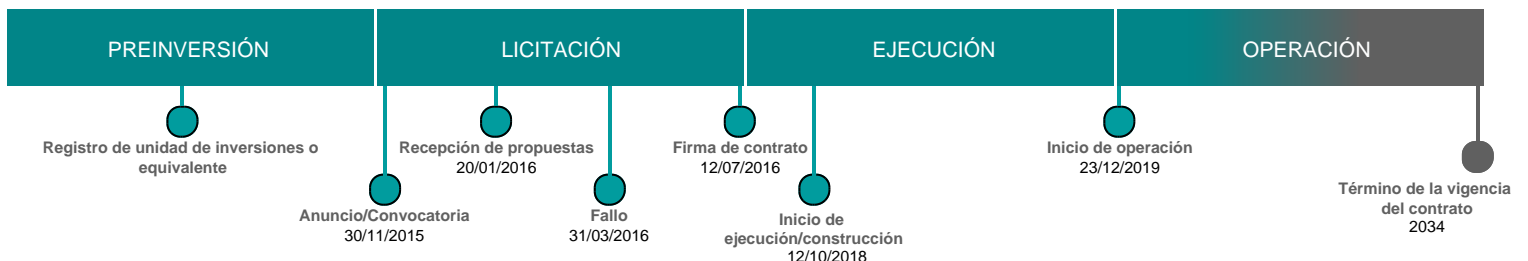 PREINVERSIÓN
LICITACIÓN
EJECUCIÓN
OPERACIÓN
Registro de unidad de inversiones o
equivalente
Recepción de propuestas
20/01/2016
Firma de contrato
12/07/2016
Inicio de operación
23/12/2019
Anuncio/Convocatoria
30/11/2015
Fallo
31/03/2016
Inicio de
ejecución/construcción
12/10/2018
Término de la vigencia
del contrato
2034